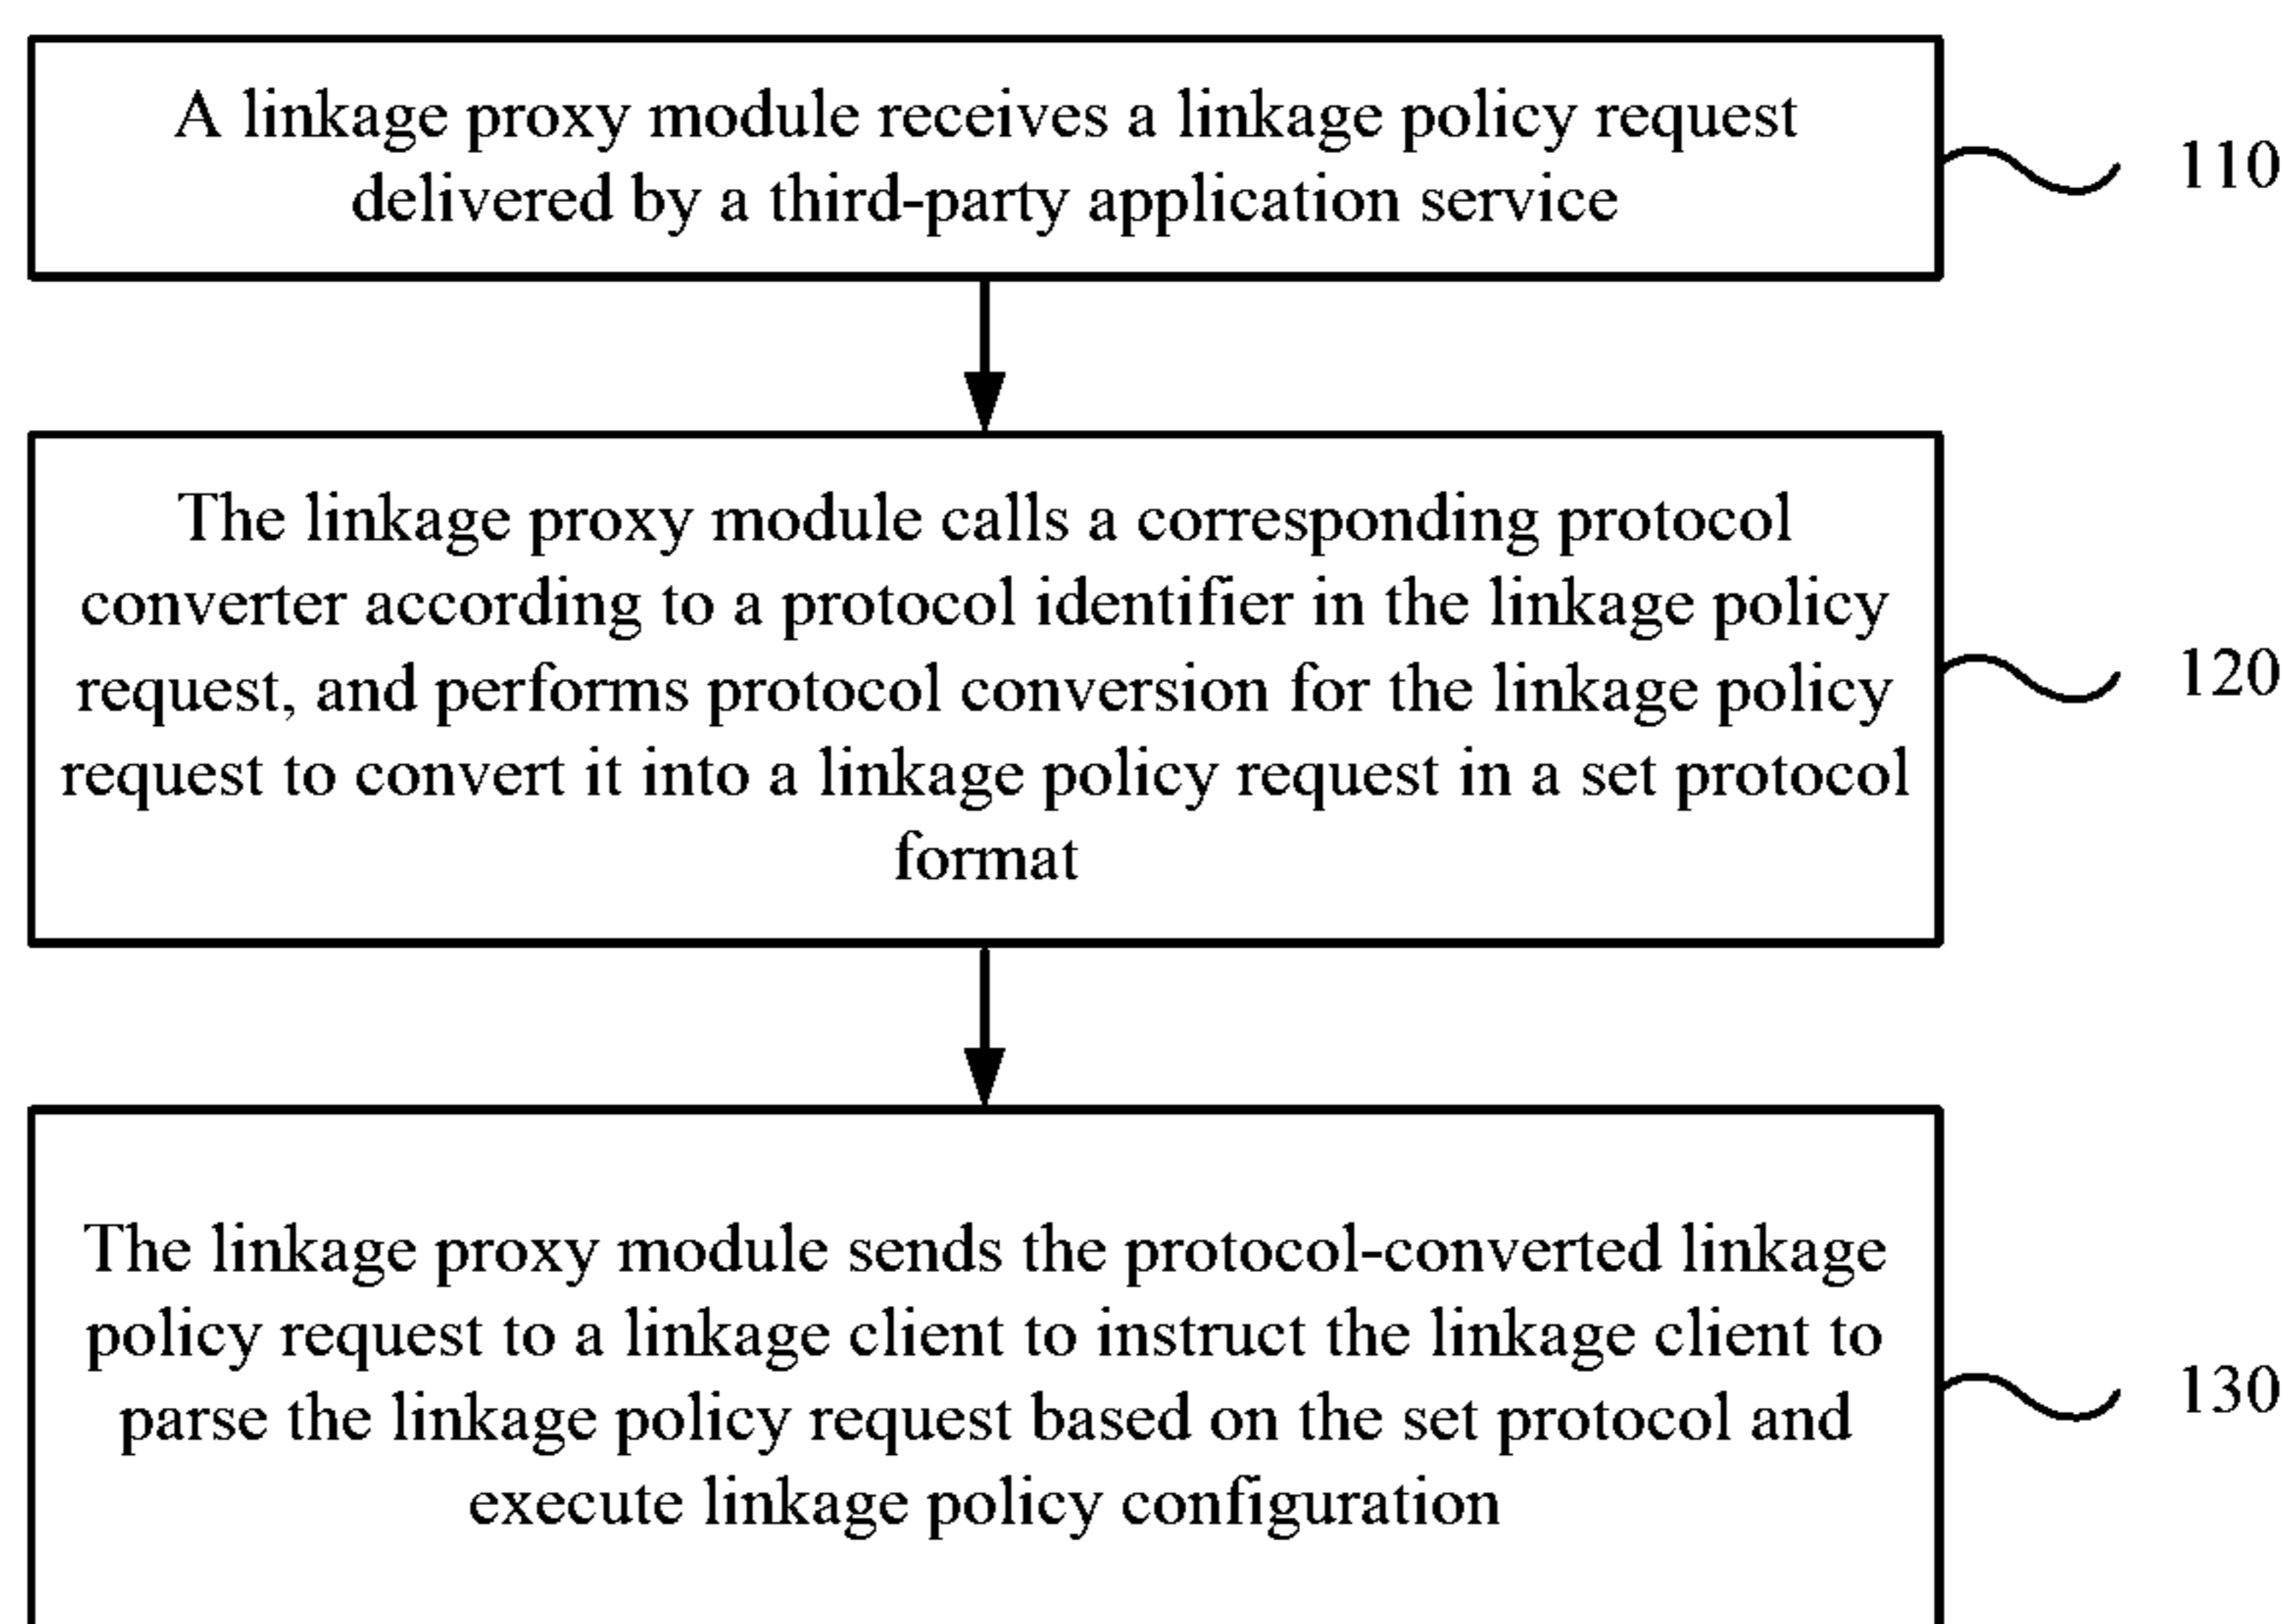 A linkage proxy module receives a linkage policy request
delivered by a third-party application service
110
The linkage proxy module calls a corresponding protocol
converter according to a protocol identifier in the linkage policy
request, and performs protocol conversion for the linkage policy
request to convert it into a linkage policy request in a set protocol
format
120
The linkage proxy module sends the protocol-converted linkage
policy request to a linkage client to instruct the linkage client to
parse the linkage policy request based on the set protocol and
execute linkage policy configuration
130